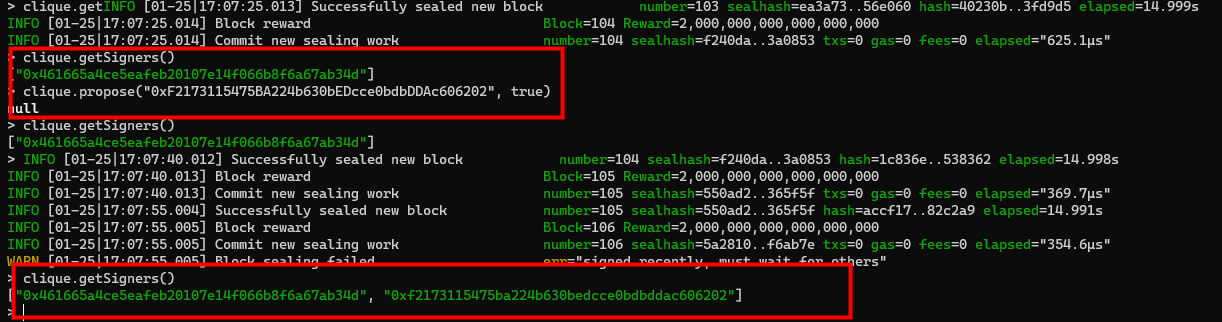 > clique.getINFO [01-25|17:07:25.013] Successfully sealed new block number=103 sealhash=ea3a73..56e060 hash=40230b..3fd9d5 elapsed=14.999s
INFO [01-25|17:07:25.014] Block reward Block=104 Reward=2,000,000,000,000,000,000
INFO [01-25|17:07:25.014] Commit new sealing work number=104 sealhash=f240da..3a0853 txs=0 gas=0 fees=0 elapsed="625.1µs"
> clique.getSigners()
["0x461665a4ce5eafeb20107e14f066b8f6a67ab34d"]
> clique.propose("0xF2173115475BA224b630bEDcce0bdbDDAc606202", true)
null
> clique.getSigners()
["0x461665a4ce5eafeb20107e14f066b8f6a67ab34d"]
> INFO [01-25|17:07:40.012] Successfully sealed new block number=104 sealhash=f240da..3a0853 hash=1c836e..538362 elapsed=14.998s
INFO [01-25|17:07:40.013] Block reward Block=105 Reward=2,000,000,000,000,000,000
INFO [01-25|17:07:40.013] Commit new sealing work number=105 sealhash=550ad2..365f5f txs=0 gas=0 fees=0 elapsed="369.7µs"
INFO [01-25|17:07:55.004] Successfully sealed new block number=105 sealhash=550ad2..365f5f hash=accf17..82c2a9 elapsed=14.991s
INFO [01-25|17:07:55.005] Block reward Block=106 Reward=2,000,000,000,000,000,000
INFO [01-25|17:07:55.005] Commit new sealing work number=106 sealhash=5a2810..f6ab7e txs=0 gas=0 fees=0 elapsed="354.6µs"
WARN [01-25|17:07:55.005] Block sealing failed err="signed recently, must wait for others"
> clique.getSigners()
["0x461665a4ce5eafeb20107e14f066b8f6a67ab34d", "0xf2173115475ba224b630bedcce0bdbddac606202"]
>